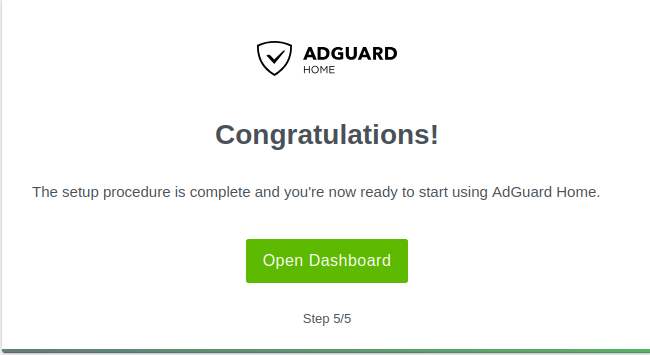 ADGUARD
HOME
Congratulations!
The setup procedure is complete and you're now ready to start using AdGuard Home.
Open Dashboard
Step 5/5